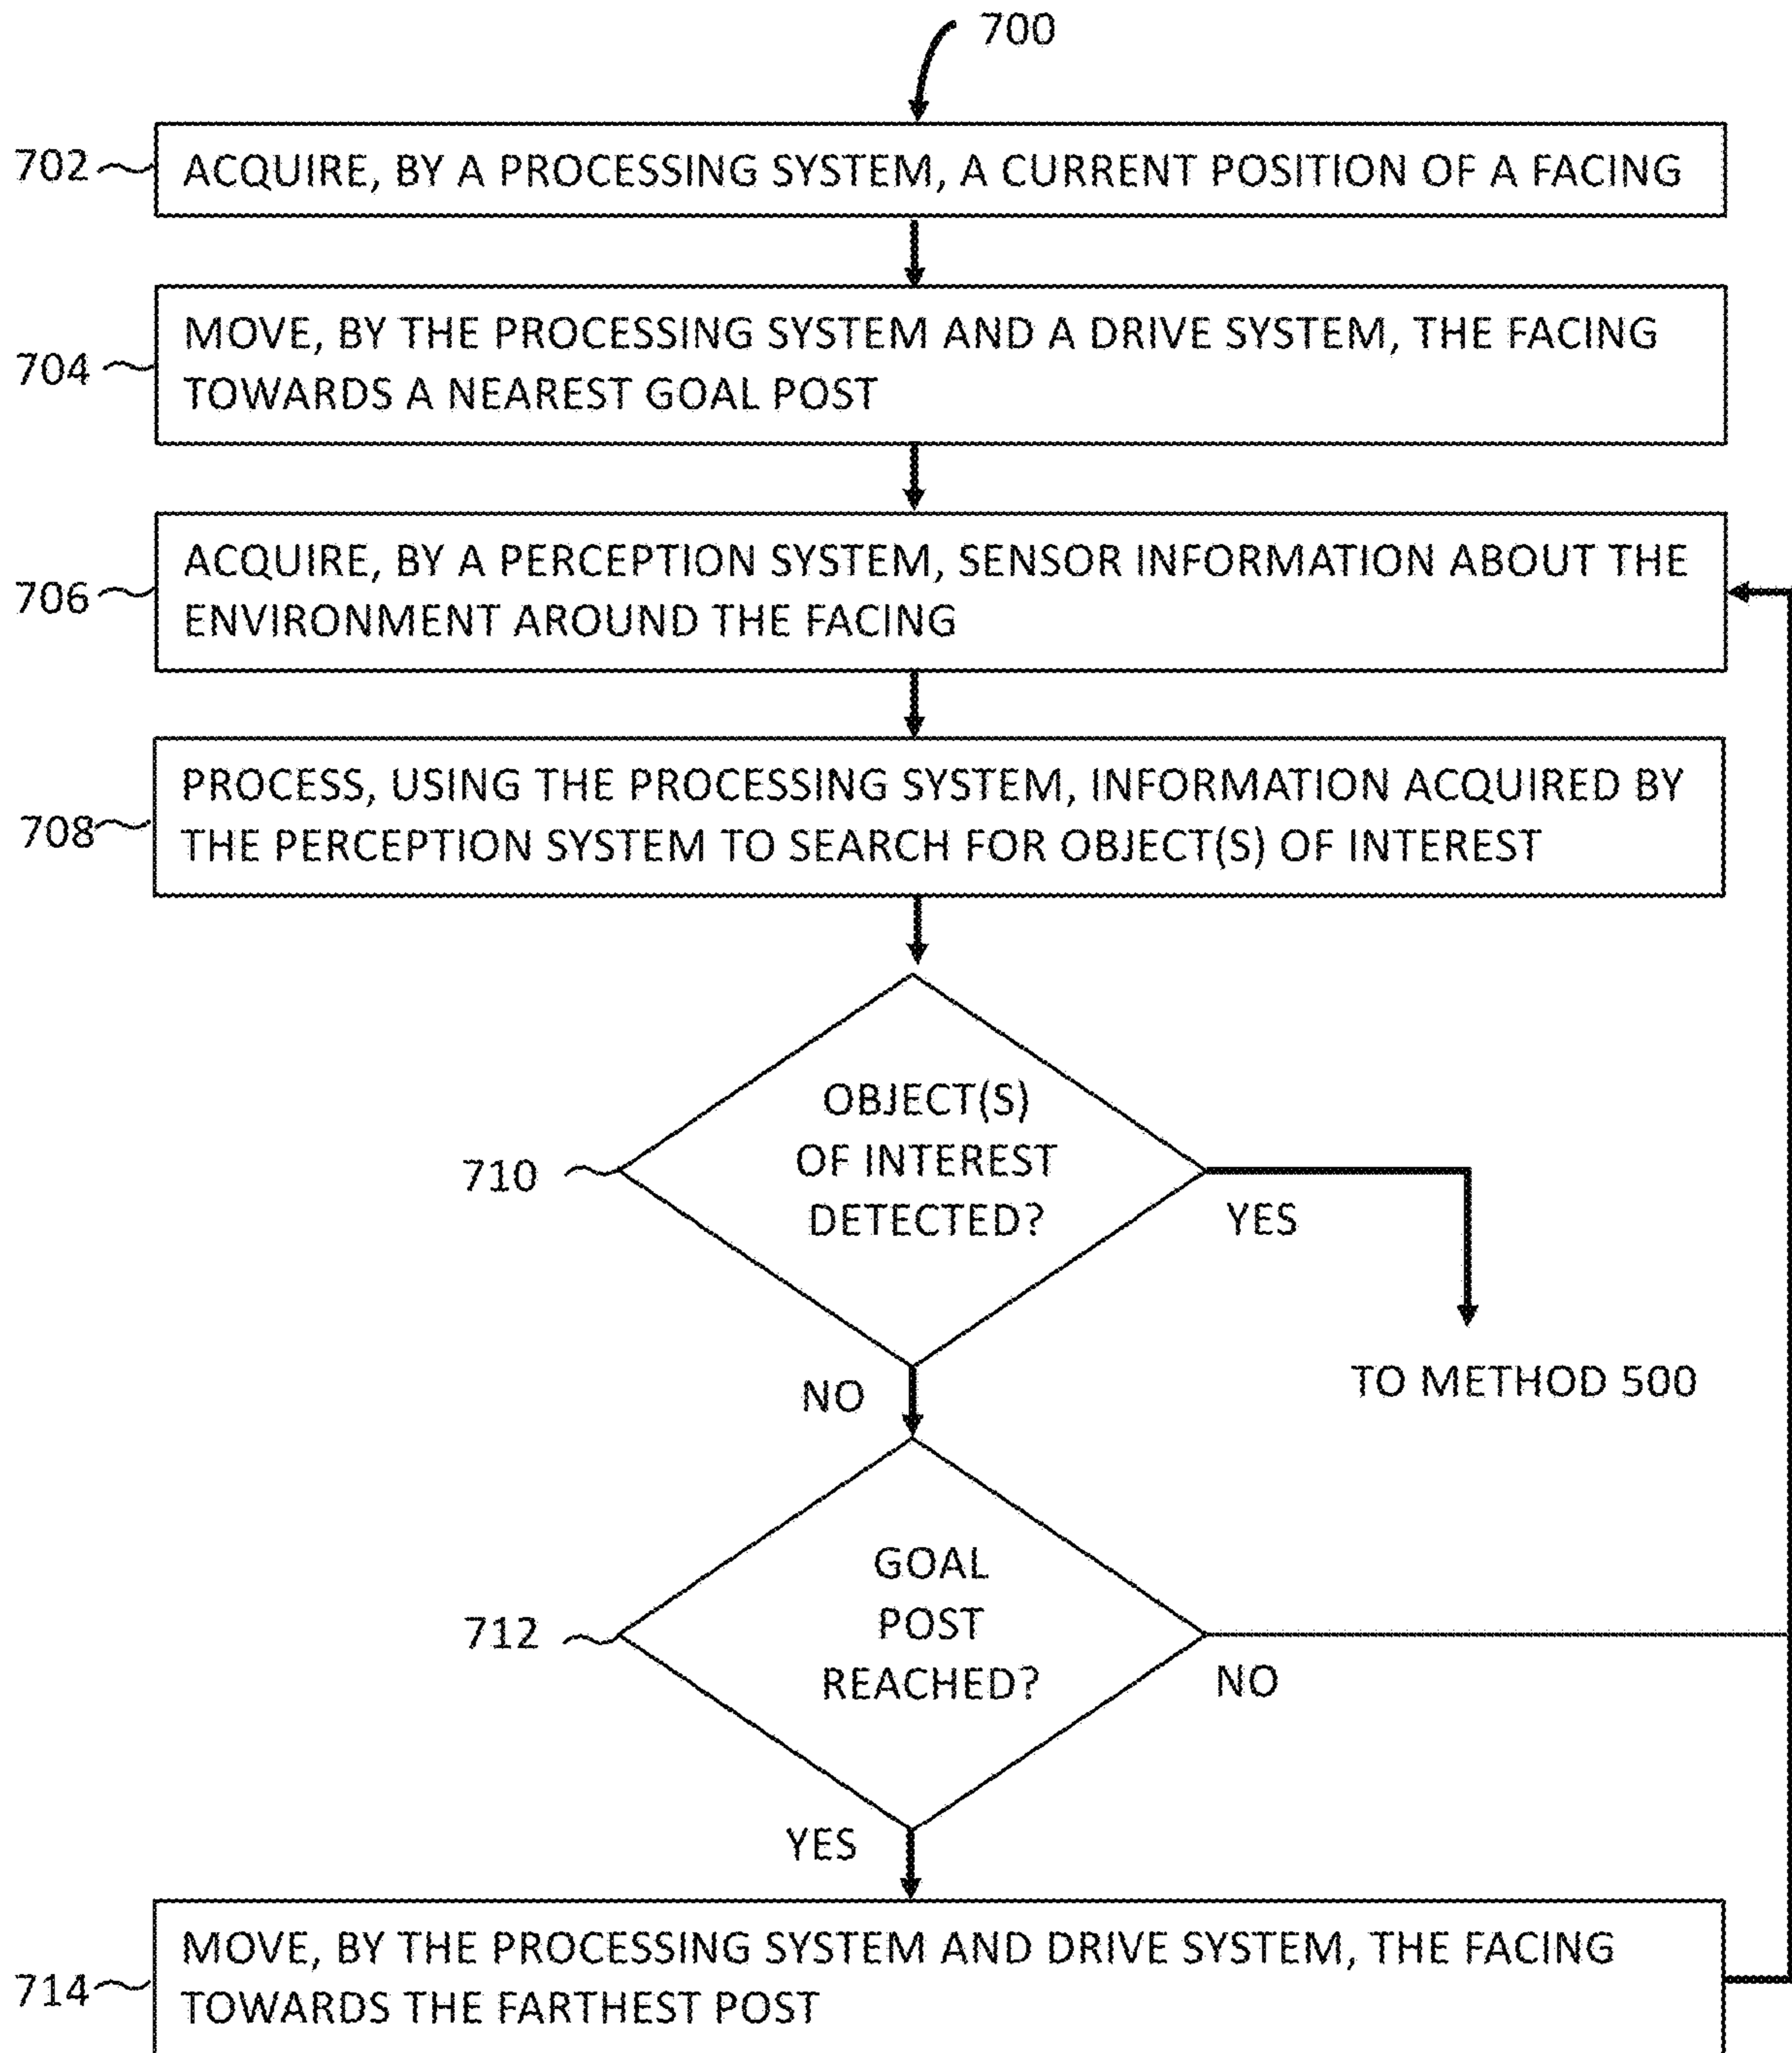 700
702
ACQUIRE, BY A PROCESSING SYSTEM, A CURRENT POSITION OF A FACING
704
MOVE, BY THE PROCESSING SYSTEM AND A DRIVE SYSTEM, THE FACING
TOWARDS A NEAREST GOAL POST
706
ACQUIRE, BY A PERCEPTION SYSTEM, SENSOR INFORMATION ABOUT THE
ENVIRONMENT AROUND THE FACING
708
PROCESS, USING THE PROCESSING SYSTEM, INFORMATION ACQUIRED BY
THE PERCEPTION SYSTEM TO SEARCH FOR OBJECT(S) OF INTEREST
710
OBJECT(S)
OF INTEREST
DETECTED?
YES
TO METHOD 500
NO
712
GOAL
POST
REACHED?
NO
YES
714
MOVE, BY THE PROCESSING SYSTEM AND DRIVE SYSTEM, THE FACING
TOWARDS THE FARTHEST POST